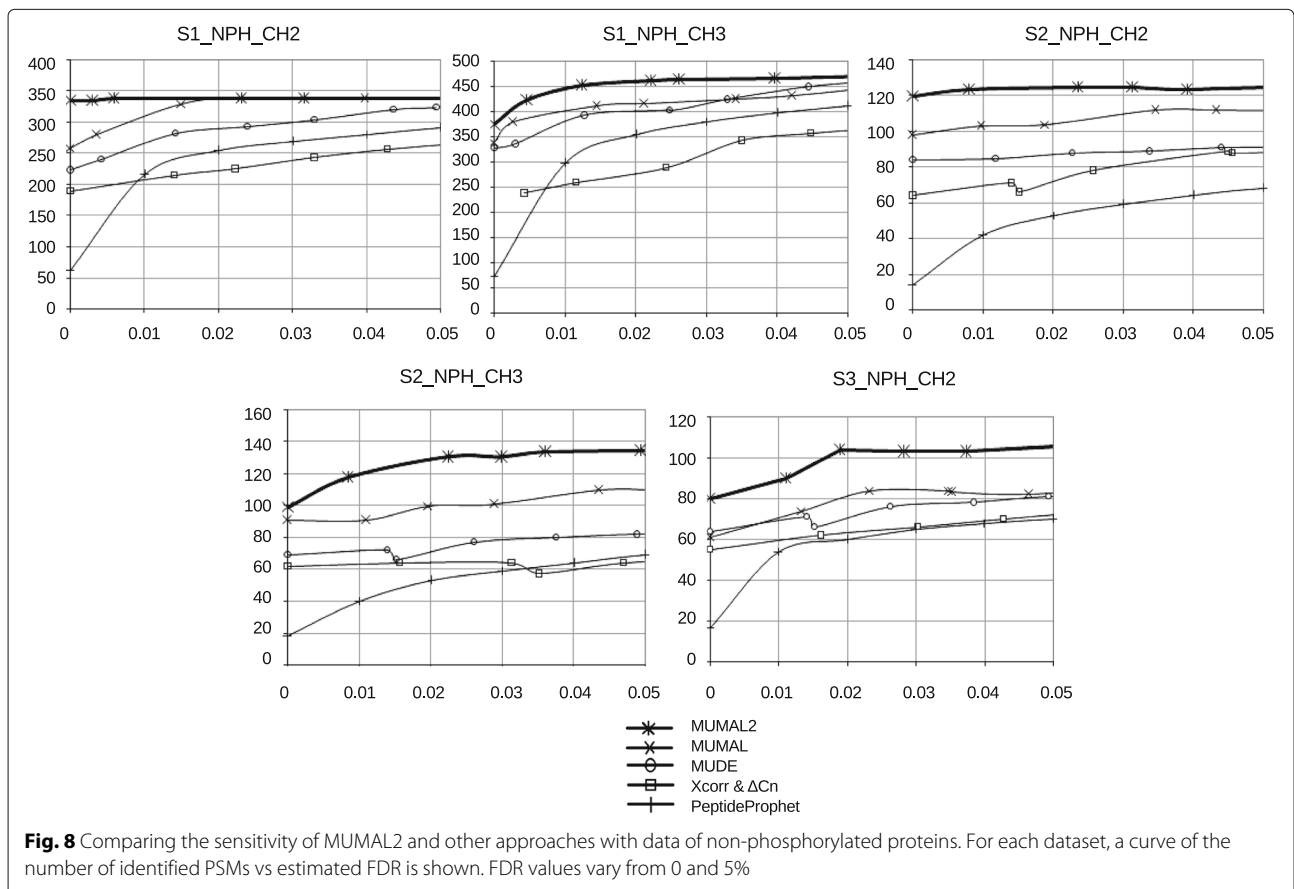 S1_NPH_CH2
400
350
300
250
200
150
100
50
0
0 0.01 0.02 0.03 0.04 0.05
S1_NPH_CH3
500
450
400
350
300
250
200
150
100
50
0
0 0.01 0.02 0.03 0.04 0.05
S2_NPH_CH2
140
120
100
80
60
40
20
0
0 0.01 0.02 0.03 0.04 0.05
S2_NPH_CH3
160
140
120
100
80
60
40
20
0
0 0.01 0.02 0.03 0.04 0.05
S3_NPH_CH2
120
100
80
60
40
20
0
0 0.01 0.02 0.03 0.04 0.05
MUMAL2
MUMAL
MUDE
Xcorr & ΔCn
PeptideProphet
Fig. 8 Comparing the sensitivity of MUMAL2 and other approaches with data of non-phosphorylated proteins. For each dataset, a curve of the
number of identified PSMs vs estimated FDR is shown. FDR values vary from 0 and 5%